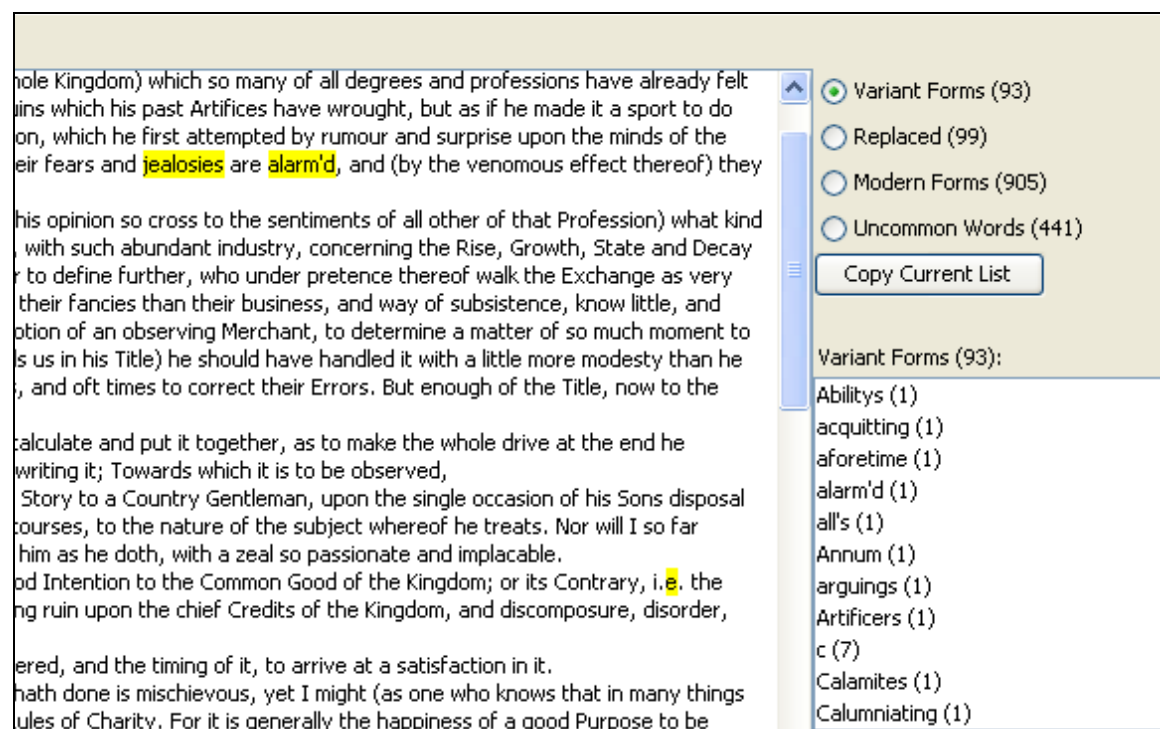 hole Kingdom) which so many of all degrees and professions have already felt
uins which his past Artifices have wrought, but as if he made it a sport to do
on, which he first attempted by rumour and surprise upon the minds of the
eir fears and jealosies are alarm'd, and (by the venomous effect thereof) they
his opinion so cross to the sentiments of all other of that Profession) what kind
, with such abundant industry, concerning the Rise, Growth, State and Decay
r to define further, who under pretence thereof walk the Exchange as very
their fancies than their business, and way of subsistence, know little, and
otion of an observing Merchant, to determine a matter of so much moment to
ls us in his Title) he should have handled it with a little more modesty than he
, and oft times to correct their Errors. But enough of the Title, now to the
calculate and put it together, as to make the whole drive at the end he
writing it; Towards which it is to be observed,
Story to a Country Gentleman, upon the single occasion of his Sons disposal
courses, to the nature of the subject whereof he treats. Nor will I so far
him as he doth, with a zeal so passionate and implacable.
od Intention to the Common Good of the Kingdom; or its Contrary, i.e. the
ng ruin upon the chief Credits of the Kingdom, and discomposure, disorder,
ered, and the timing of it, to arrive at a satisfaction in it.
hath done is mischievous, yet I might (as one who knows that in many things
ules of Charity. For it is generally the happiness of a good Purpose to be
Variant Forms (93)
Replaced (99)
Modern Forms (905)
Uncommon Words (441)
Copy Current List
Variant Forms (93):
Abilitys (1)
acquitting (1)
aforetime (1)
alarm'd (1)
all's (1)
Annum (1)
arguings (1)
Artificers (1)
c (7)
Calamites (1)
Calumniating (1)